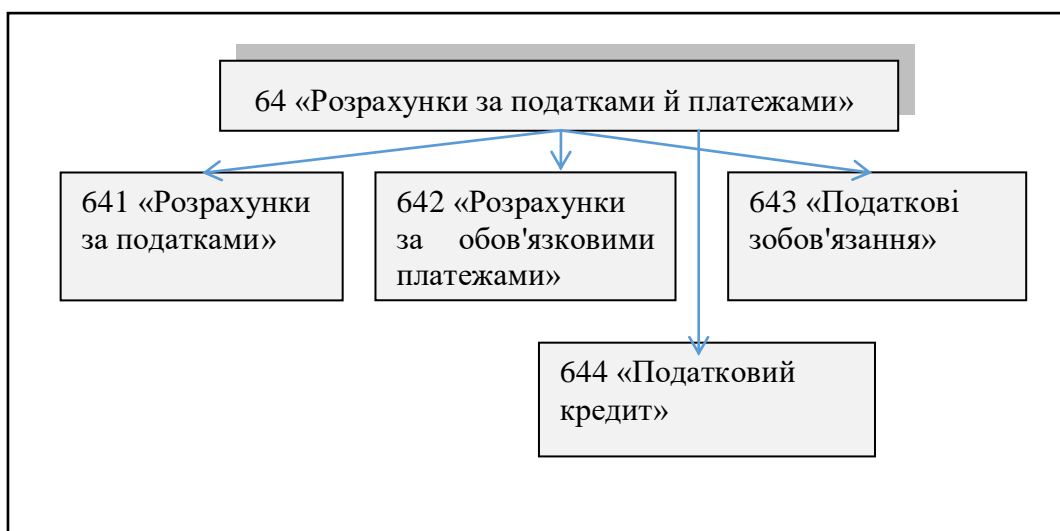 64 «Розрахунки за податками й платежами»
641 «Розрахунки
за податками»
642 «Розрахунки
за обов'язковими
платежами»
643 «Податкові
зобов'язання»
644 «Податковий
кредит»